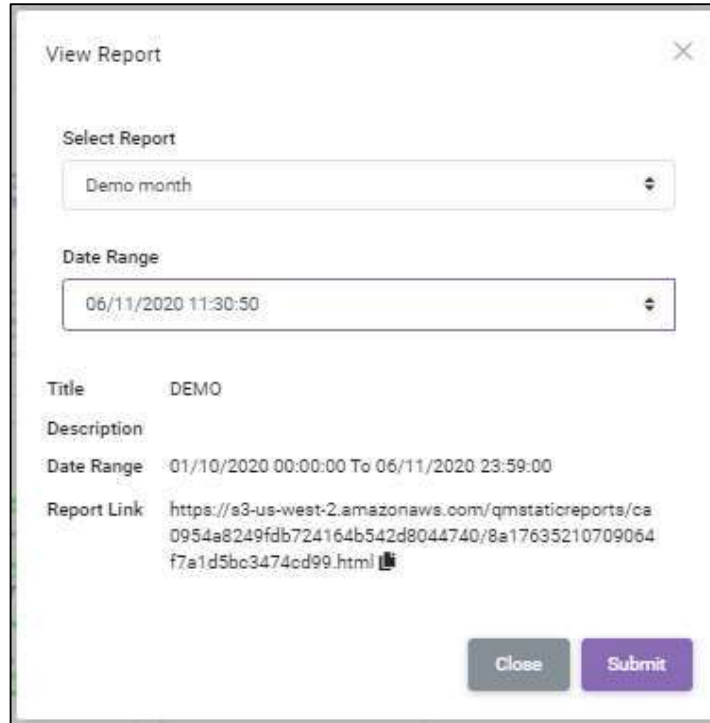 View Report
Select Report
Demo month
Date Range
06/11/2020 11:30:50
Title DEMO
Description
Date Range 01/10/2020 00:00:00 To 06/11/2020 23:59:00
Report Link https://s3-us-west-2.amazonaws.com/qmstaticreports/ca
0954a8249fdb724164b542d8044740/8a17635210709064
f7a1d5bc3474cd99.html
Close Submit